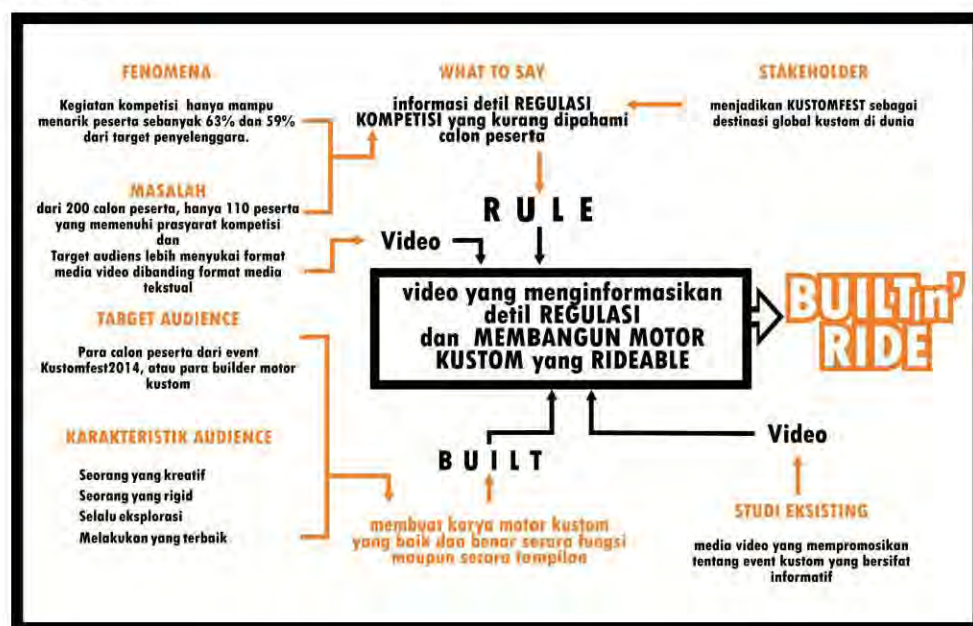 FENOMENA
Kegiatan kompetisi hanya mampu
menarik peserta sebanyak 63% dan 59%
dari target penyelenggara.
MASALAH
dari 200 calon peserta, hanya 110 peserta
yang memenuhi prasyarat kompetisi
dan
Target audiens lebih menyukai format
media video dibanding format media
tekstual
TARGET AUDIENCE
Para calon peserta dari event
Kustomfest2014, atau para builder motor
kustom
KARAKTERISTIK AUDIENCE
Seorang yang kreatif
Seorang yang rigid
Selalu eksplorasi
Melakukan yang terbaik
WHAT TO SAY
informasi detil REGULASI
KOMPETISI yang kurang dipahami
calon peserta
RULE
Video
video yang menginformasikan
detil REGULASI
dan MEMBANGUN MOTOR
KUSTOM yang RIDEABLE
BUILT
membuat karya motor kustom
yang baik dan benar secara fungsi
maupun secara tampilan
STAKEHOLDER
menjadikan KUSTOMFEST sebagai
destinasi global kustom di dunia
BUILT n'
RIDE
Video
STUDI EKSISTING
media video yang mempromosikan
tentang event kustom yang bersifat
informatif